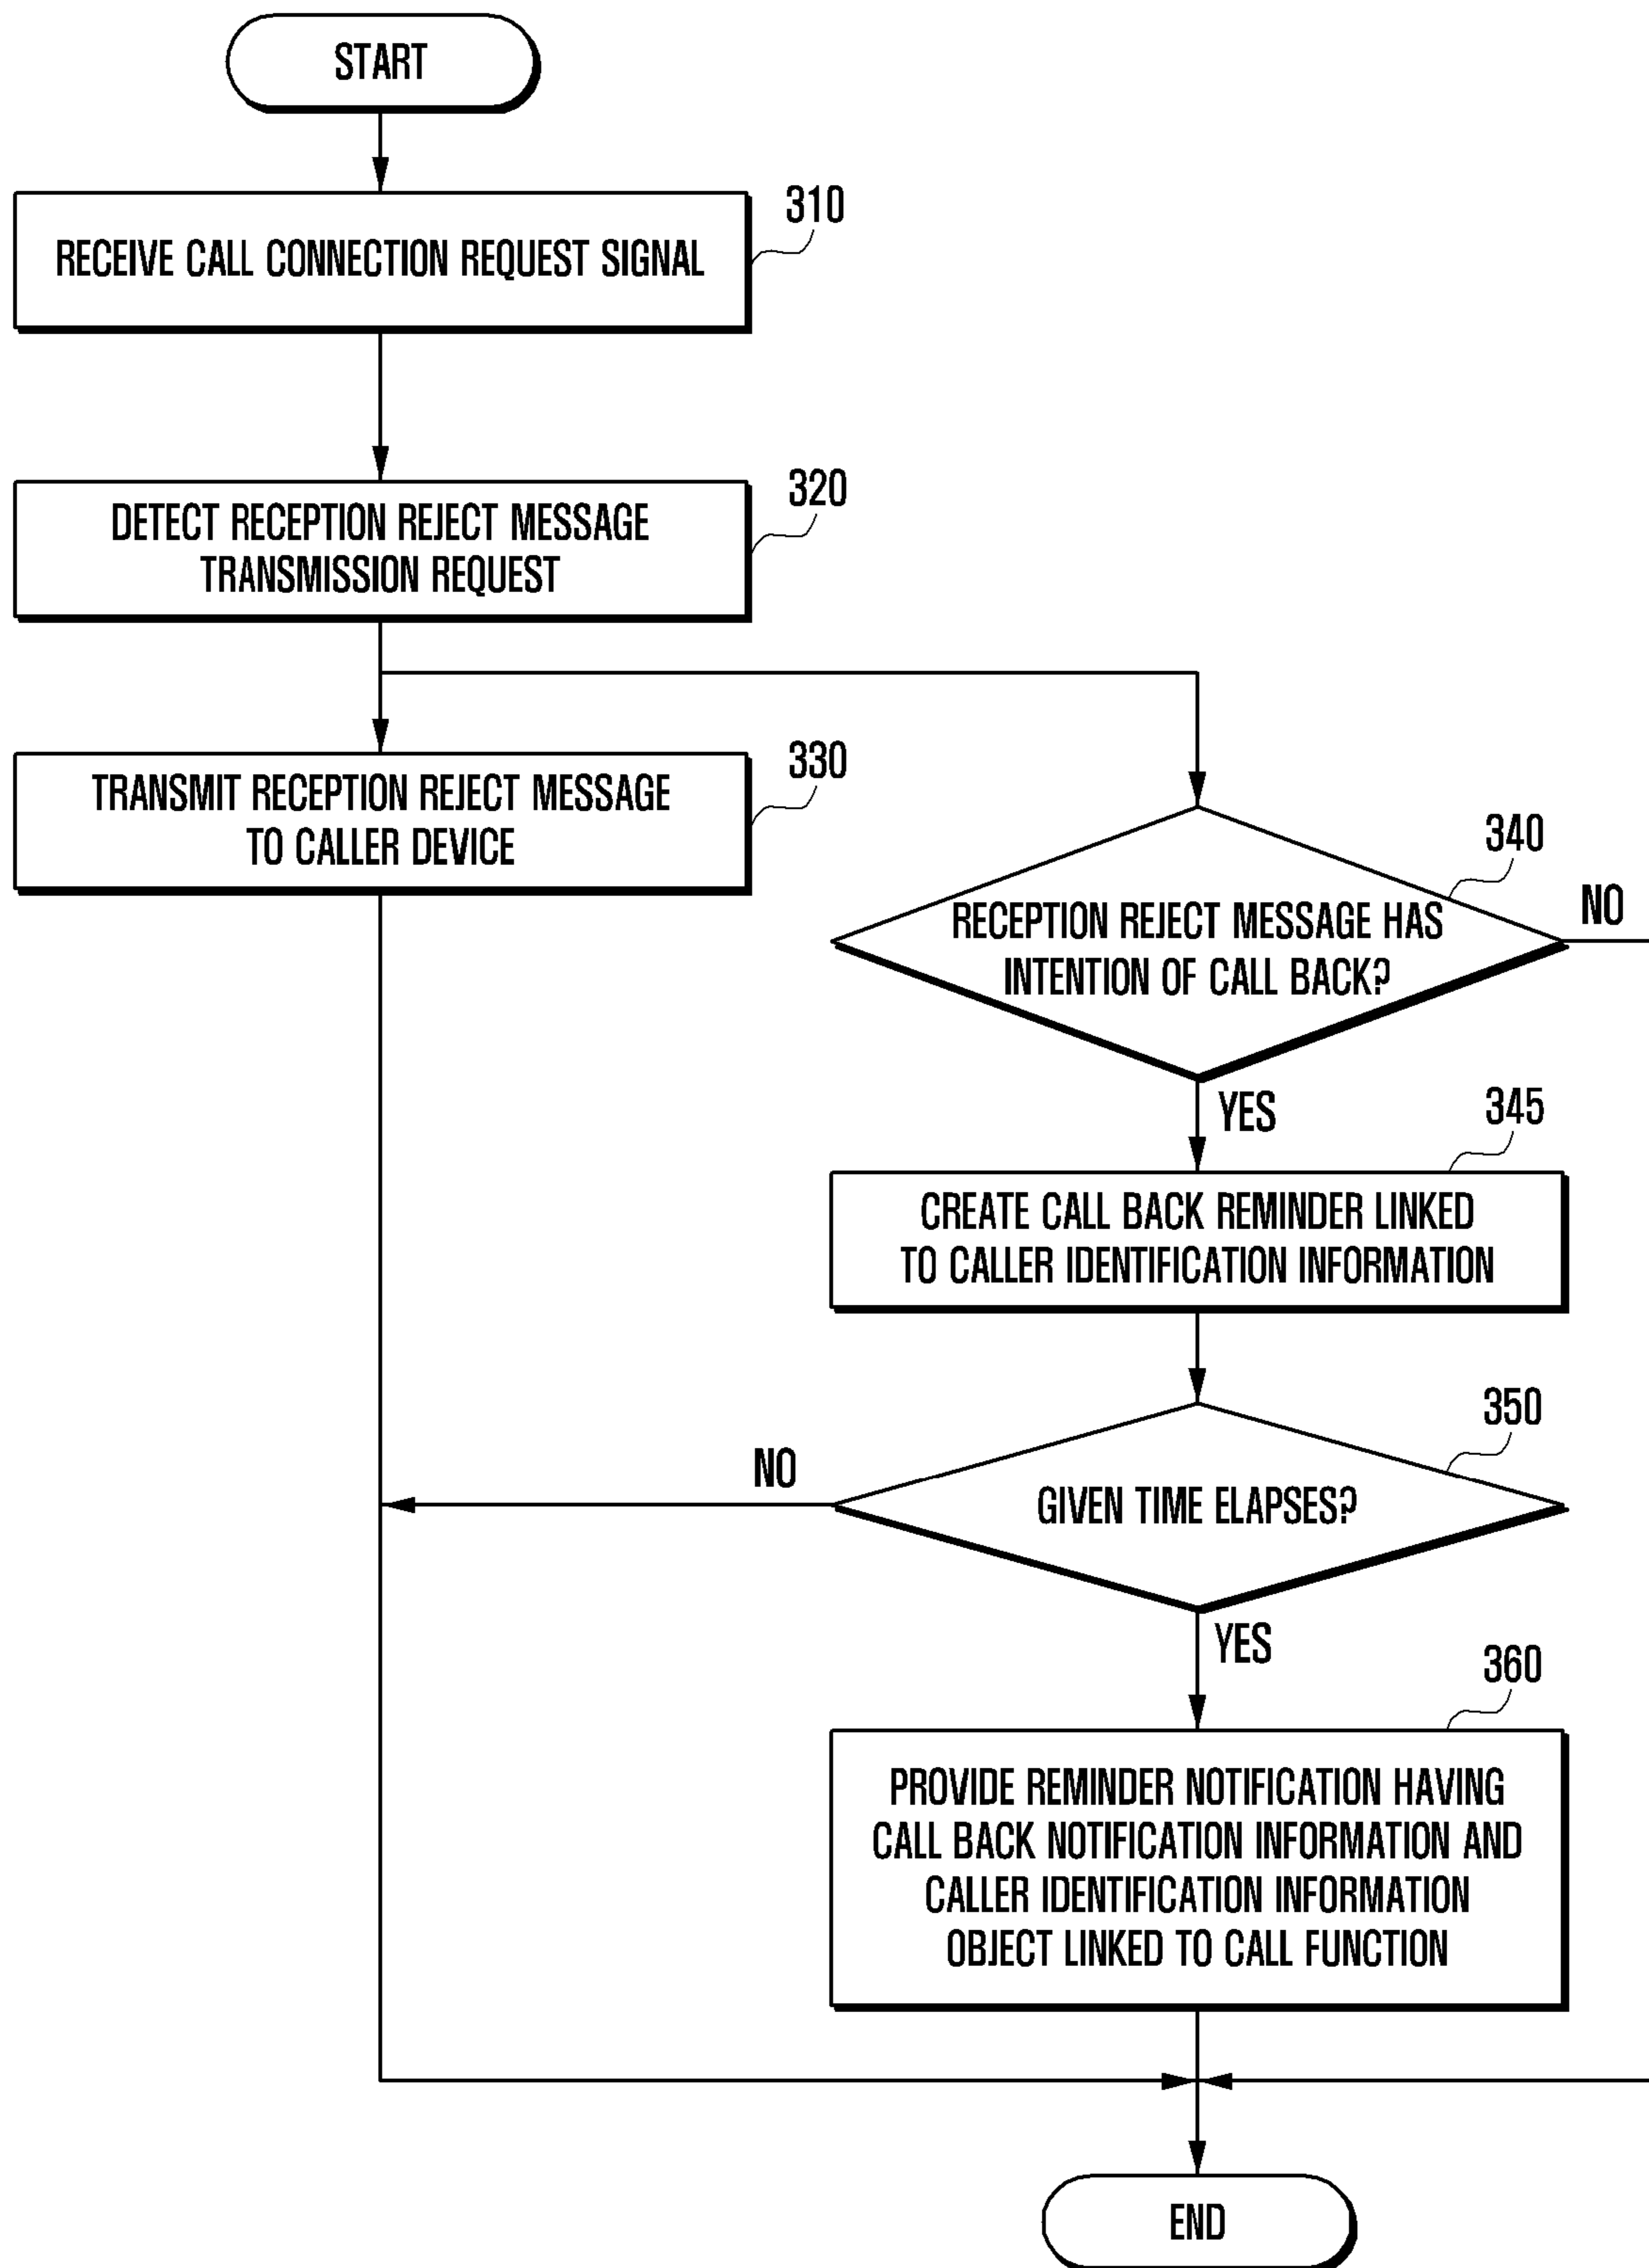 START
310
RECEIVE CALL CONNECTION REQUEST SIGNAL
320
DETECT RECEPTION REJECT MESSAGE
TRANSMISSION REQUEST
330
TRANSMIT RECEPTION REJECT MESSAGE
TO CALLER DEVICE
340
NO
RECEPTION REJECT MESSAGE HAS
INTENTION OF CALL BACK?
YES
345
CREATE CALL BACK REMINDER LINKED
TO CALLER IDENTIFICATION INFORMATION
350
NO
GIVEN TIME ELAPSES?
YES
360
PROVIDE REMINDER NOTIFICATION HAVING
CALL BACK NOTIFICATION INFORMATION AND
CALLER IDENTIFICATION INFORMATION
OBJECT LINKED TO CALL FUNCTION
END